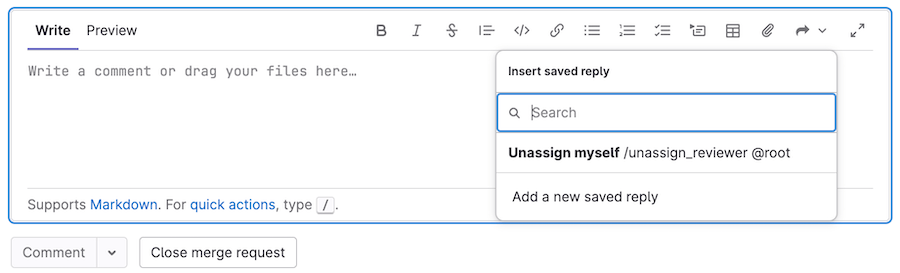 Write Preview
Write a comment or drag your files here…
Insert saved reply
Search
Unassign myself /unassign_reviewer @root
Add a new saved reply
Supports Markdown. For quick actions, type /.
Comment Close merge request